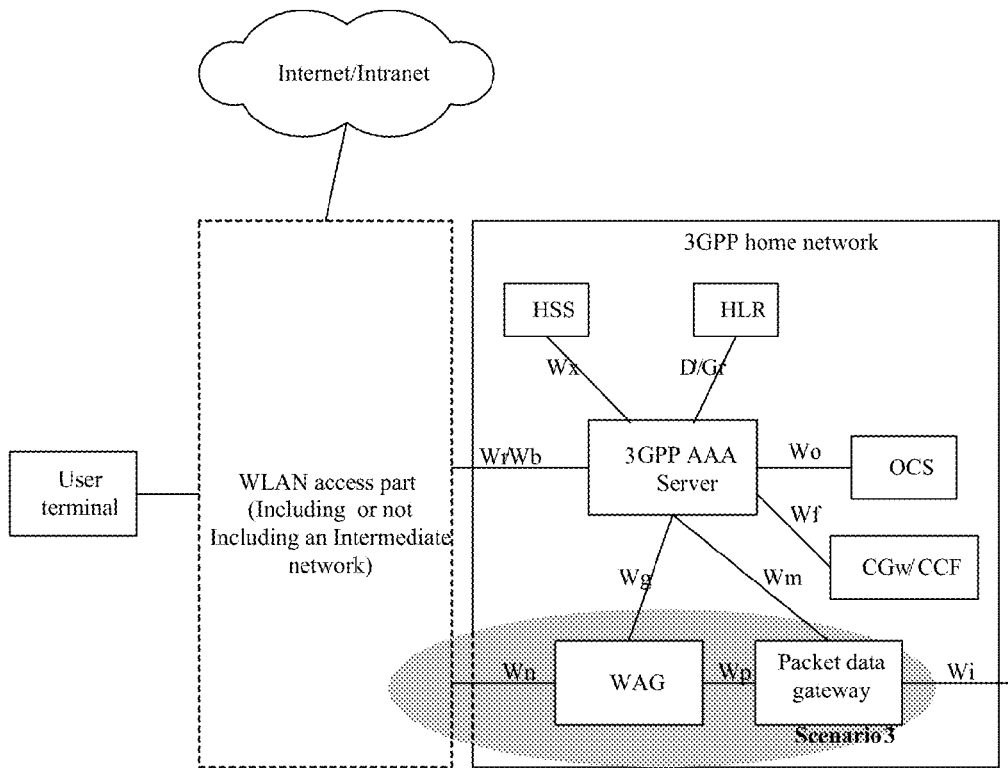 Internet/Intranet
3GPP home network
HSS
HLR
Wx
D'/Gr
User
terminal
WLAN access part
(Including or not
Including an Intermediate
network)
Wr/Wb
3GPP AAA
Server
Wo
OCS
Wf
CGw/CCF
Wg
Wm
Wn
WAG
Wp
Packet data
gateway
Wi
Scenario3